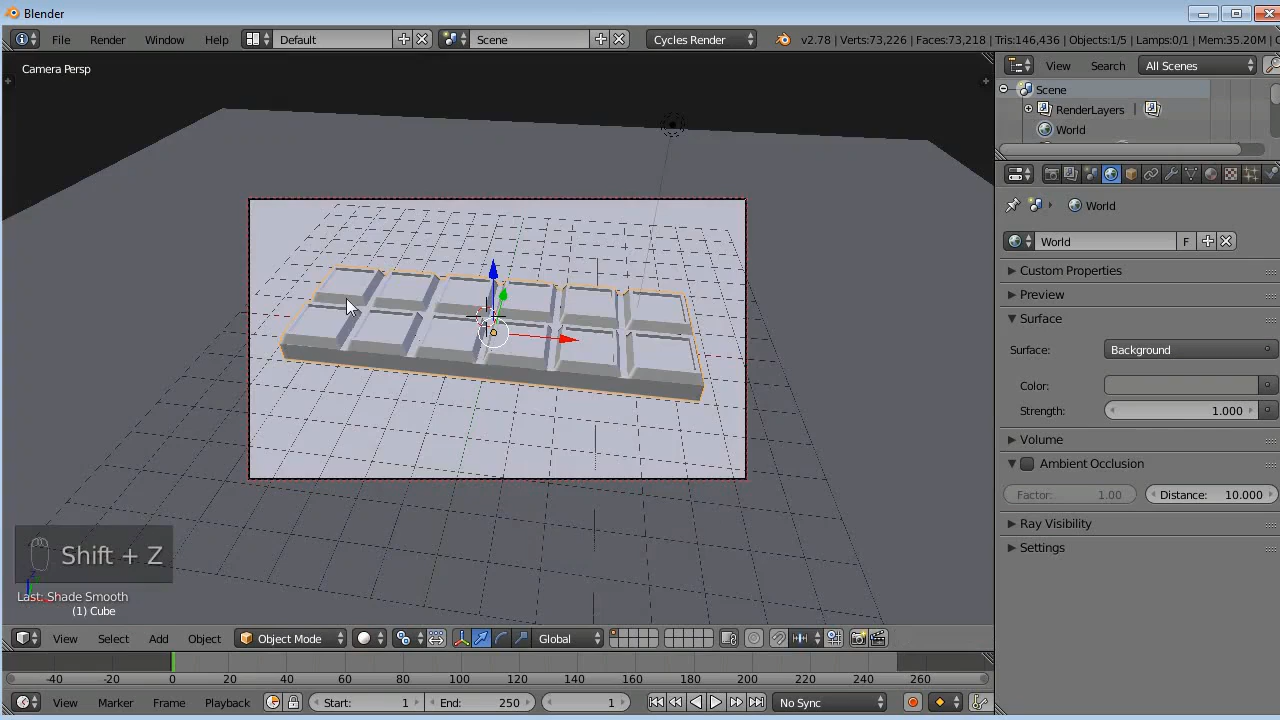 Blender
File Render Window Help Default Scene Cycles Render v2.78 | Verts:73,226 | Faces:73,218 | Tris:146,436 | Objects:1/5 | Lamps:0/1 | Mem:35.20M |
Camera Persp
View Search All Scenes
Scene
RenderLayers
World
World
World F
Custom Properties
Preview
Surface
Surface: Background
Color:
Strength: 1.000
Volume
Ambient Occlusion
Factor: 1.00 Distance: 10.000
Ray Visibility
Settings
Shift + Z
Last: Shade Smooth
(1) Cube
View Select Add Object Object Mode Global
-40 -20 0 20 40 60 80 100 120 140 160 180 200 220 240 260
View Marker Frame Playback Start: 1 End: 250 1 No Sync